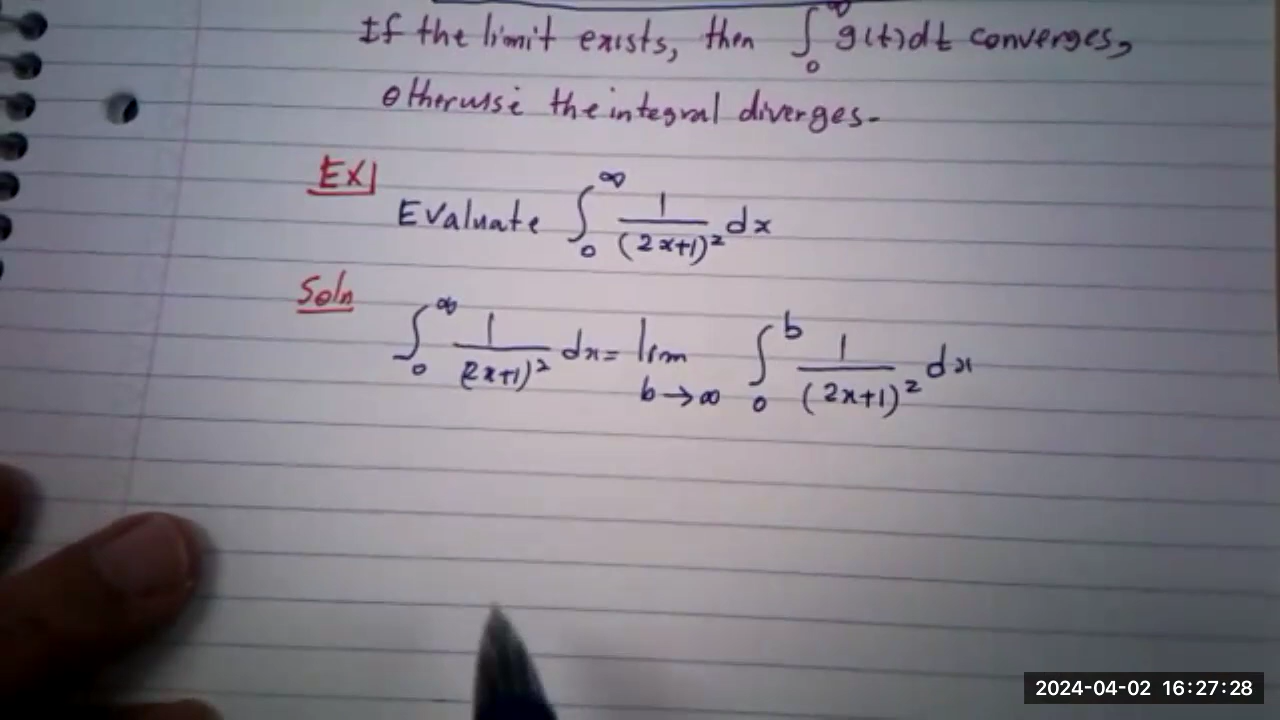 If the limit exists, then ∫₀^∞ g(t)dt converges,
otherwise the integral diverges.
EX1
Evaluate ∫₀^∞ 1/(2x+1)² dx
Soln
∫₀^∞ 1/(2x+1)² dx = lim b→∞ ∫₀^b 1/(2x+1)² dx
2024-04-02 16:27:28